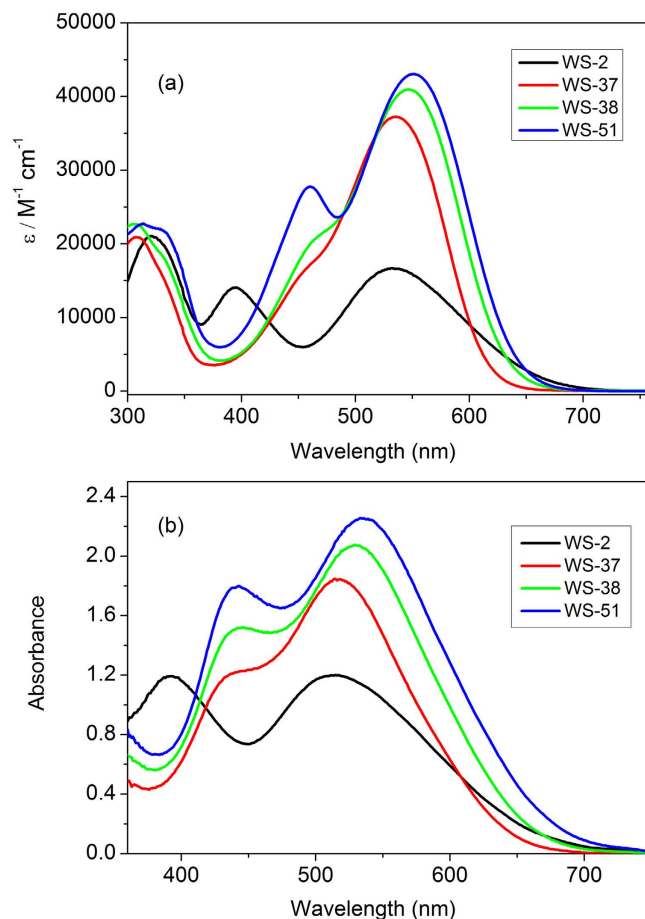 50000
40000
30000
20000
10000
0
ε / M⁻¹ cm⁻¹
(a)
WS-2
WS-37
WS-38
WS-51
300 400 500 600 700
Wavelength (nm)
2.4
2.0
1.6
1.2
0.8
0.4
0.0
Absorbance
(b)
WS-2
WS-37
WS-38
WS-51
400 500 600 700
Wavelength (nm)